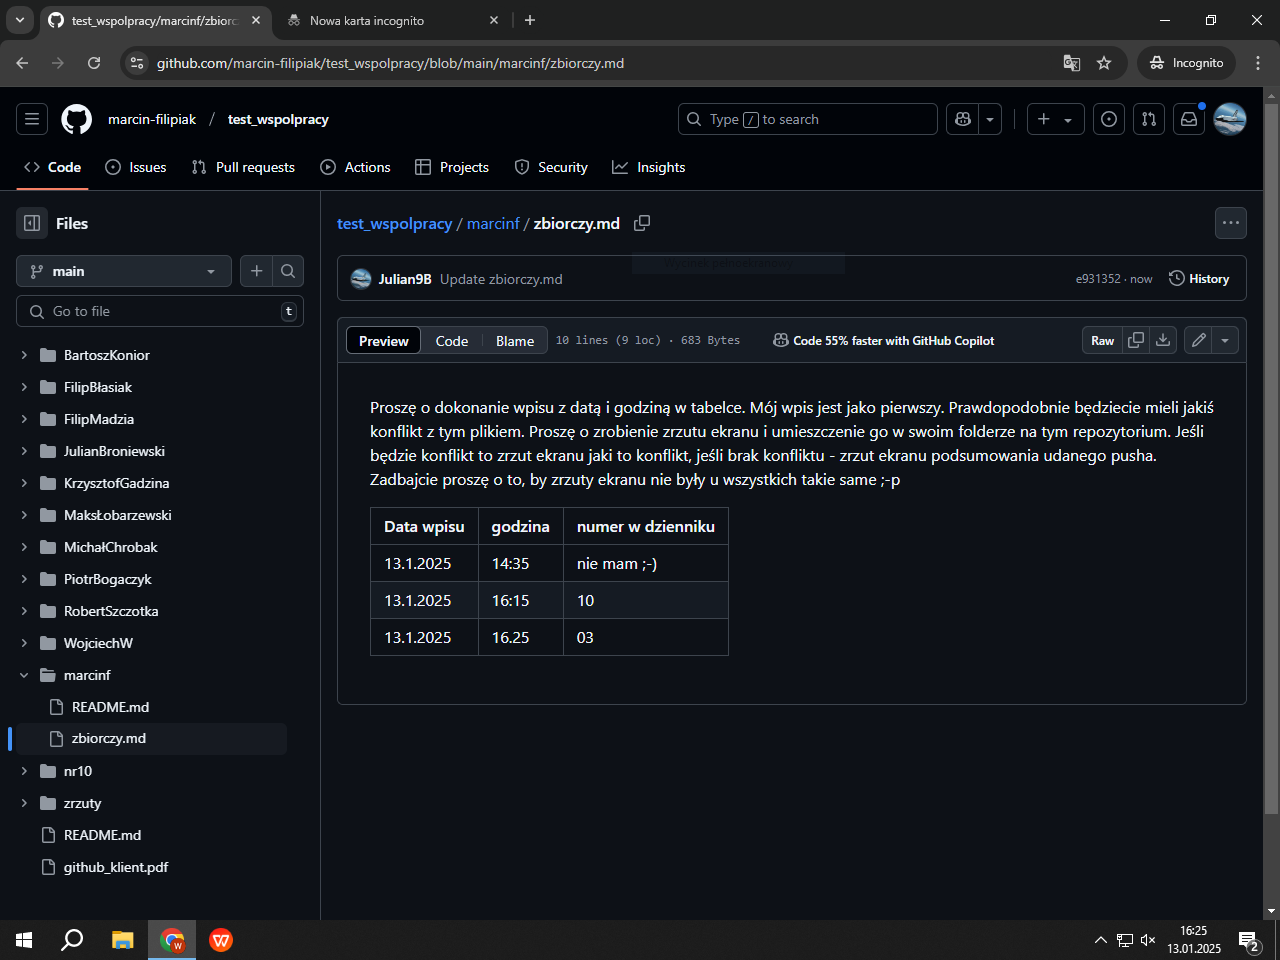 test_wspolpracy/marcinf/zbiorc
Nowa karta incognito
github.com/marcin-filipiak/test_wspolpracy/blob/main/marcinf/zbiorczy.md
Incognito
marcin-filipiak / test_wspolpracy
Type / to search
Code
Issues
Pull requests
Actions
Projects
Security
Insights
Files
main
Go to file
t
BartoszKonior
FilipBłasiak
FilipMadzia
JulianBroniewski
KrzysztofGadzina
MaksŁobarzewski
MichałChrobak
PiotrBogaczyk
RobertSzczotka
WojciechW
marcinf
README.md
zbiorczy.md
nr10
zrzuty
README.md
github_klient.pdf
test_wspolpracy / marcinf / zbiorczy.md
Julian9B Update zbiorczy.md
e931352 · now
History
Preview
Code
Blame
10 lines (9 loc) · 683 Bytes
Code 55% faster with GitHub Copilot
Raw
Proszę o dokonanie wpisu z datą i godziną w tabelce. Mój wpis jest jako pierwszy. Prawdopodobnie będziecie mieli jakiś
konflikt z tym plikiem. Proszę o zrobienie zrzutu ekranu i umieszczenie go w swoim folderze na tym repozytorium. Jeśli
będzie konflikt to zrzut ekranu jaki to konflikt, jeśli brak konfliktu - zrzut ekranu podsumowania udanego pusha.
Zadbajcie proszę o to, by zrzuty ekranu nie były u wszystkich takie same ;-p
Data wpisu godzina numer w dzienniku
13.1.2025 14:35 nie mam ;-)
13.1.2025 16:15 10
13.1.2025 16.25 03
W
16:25
13.01.2025
2